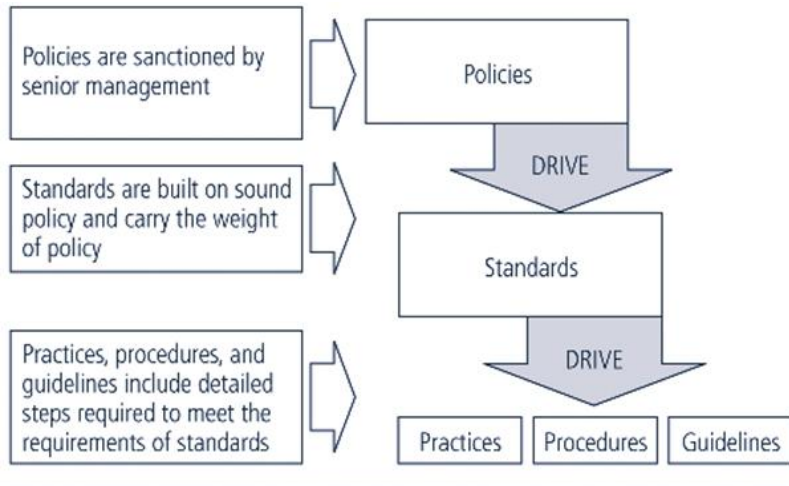 Policies are sanctioned by
senior management
Policies
DRIVE
Standards are built on sound
policy and carry the weight
of policy
Standards
DRIVE
Practices, procedures, and
guidelines include detailed
steps required to meet the
requirements of standards
Practices
Procedures
Guidelines